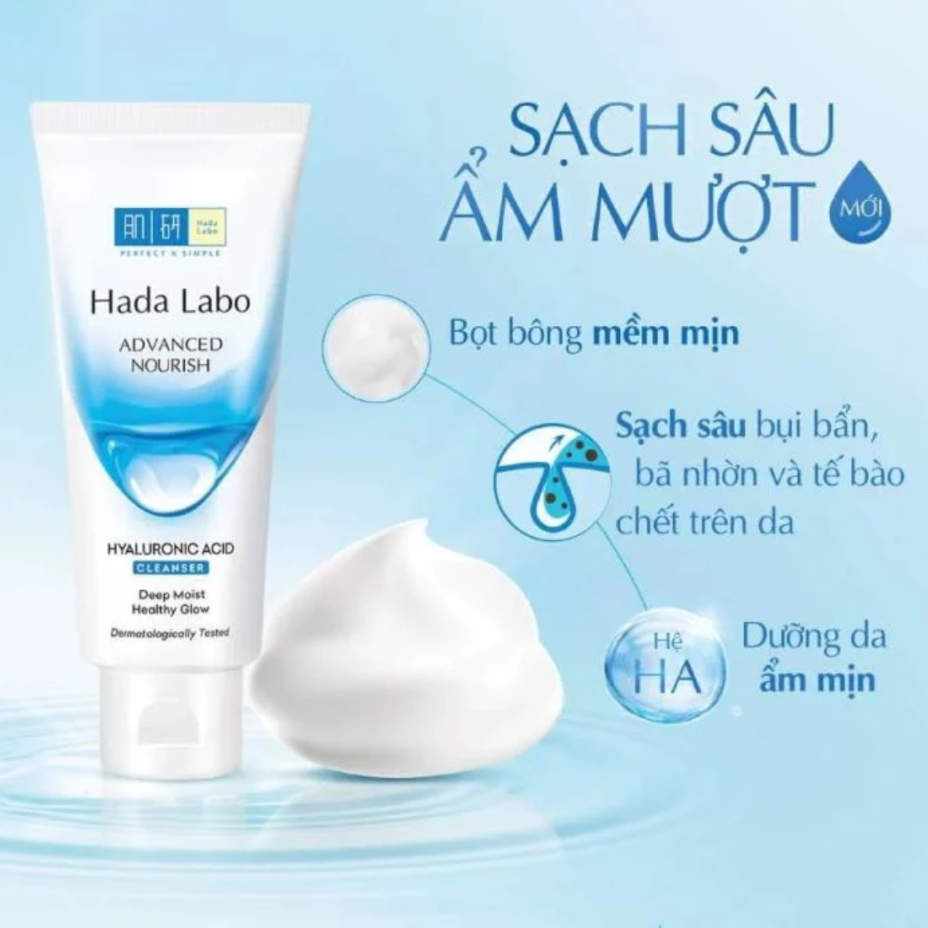 SẠCH SÂU
ẨM MƯỢT
MỚI
Hada
Labo
PERFECT X SIMPLE
Hada Labo
ADVANCED
NOURISH
HYALURONIC ACID
CLEANSER
Deep Moist
Healthy Glow
Dermatologically Tested
Bọt bông mềm mịn
Sạch sâu bụi bẩn,
bã nhờn và tế bào
chết trên da
Hệ
HA
Dưỡng da
ẩm mịn